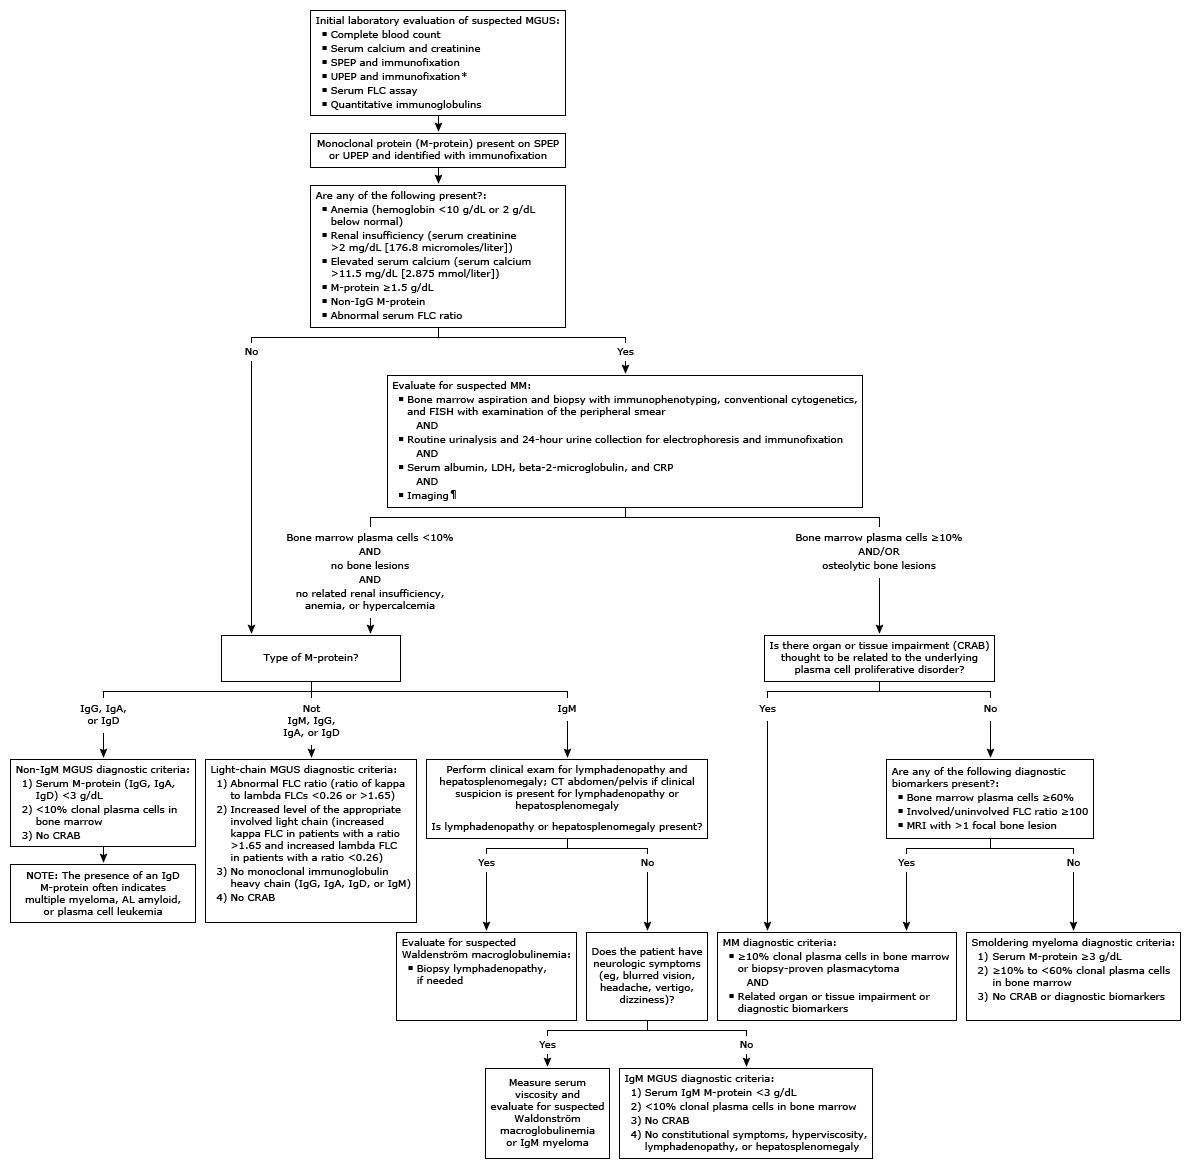 Initial laboratory evaluation of suspected MGUS:
▪ Complete blood count
▪ Serum calcium and creatinine
▪ SPEP and immunofixation
▪ UPEP and immunofixation*
▪ Serum FLC assay
▪ Quantitative immunoglobulins
Monoclonal protein (M-protein) present on SPEP
or UPEP and identified with immunofixation
Are any of the following present?:
▪ Anemia (hemoglobin <10 g/dL or 2 g/dL
below normal)
▪ Renal insufficiency (serum creatinine
>2 mg/dL [176.8 micromoles/liter])
▪ Elevated serum calcium (serum calcium
>11.5 mg/dL [2.875 mmol/liter])
▪ M-protein ≥1.5 g/dL
▪ Non-IgG M-protein
▪ Abnormal serum FLC ratio
No
Yes
Evaluate for suspected MM:
▪ Bone marrow aspiration and biopsy with immunophenotyping, conventional cytogenetics,
and FISH with examination of the peripheral smear
AND
▪ Routine urinalysis and 24-hour urine collection for electrophoresis and immunofixation
AND
▪ Serum albumin, LDH, beta-2-microglobulin, and CRP
AND
▪ Imaging¶
Bone marrow plasma cells <10%
AND
no bone lesions
AND
no related renal insufficiency,
anemia, or hypercalcemia
Bone marrow plasma cells ≥10%
AND/OR
osteolytic bone lesions
Type of M-protein?
Is there organ or tissue impairment (CRAB)
thought to be related to the underlying
plasma cell proliferative disorder?
IgG, IgA,
or IgD
Not
IgM, IgG,
IgA, or IgD
IgM
Yes
No
Non-IgM MGUS diagnostic criteria:
1) Serum M-protein (IgG, IgA,
IgD) <3 g/dL
2) <10% clonal plasma cells in
bone marrow
3) No CRAB
NOTE: The presence of an IgD
M-protein often indicates
multiple myeloma, AL amyloid,
or plasma cell leukemia
Light-chain MGUS diagnostic criteria:
1) Abnormal FLC ratio (ratio of kappa
to lambda FLCs <0.26 or >1.65)
2) Increased level of the appropriate
involved light chain (increased
kappa FLC in patients with a ratio
>1.65 and increased lambda FLC
in patients with a ratio <0.26)
3) No monoclonal immunoglobulin
heavy chain (IgG, IgA, IgD, or IgM)
4) No CRAB
Perform clinical exam for lymphadenopathy and
hepatosplenomegaly; CT abdomen/pelvis if clinical
suspicion is present for lymphadenopathy or
hepatosplenomegaly
Is lymphadenopathy or hepatosplenomegaly present?
Are any of the following diagnostic
biomarkers present?:
▪ Bone marrow plasma cells ≥60%
▪ Involved/uninvolved FLC ratio ≥100
▪ MRI with >1 focal bone lesion
Yes
No
Yes
No
Evaluate for suspected
Waldenström macroglobulinemia:
▪ Biopsy lymphadenopathy,
if needed
Does the patient have
neurologic symptoms
(eg, blurred vision,
headache, vertigo,
dizziness)?
MM diagnostic criteria:
▪ ≥10% clonal plasma cells in bone marrow
or biopsy-proven plasmacytoma
AND
▪ Related organ or tissue impairment or
diagnostic biomarkers
Smoldering myeloma diagnostic criteria:
1) Serum M-protein ≥3 g/dL
2) ≥10% to <60% clonal plasma cells
in bone marrow
3) No CRAB or diagnostic biomarkers
Yes
No
Measure serum
viscosity and
evaluate for suspected
Waldonström
macroglobulinemia
or IgM myeloma
IgM MGUS diagnostic criteria:
1) Serum IgM M-protein <3 g/dL
2) <10% clonal plasma cells in bone marrow
3) No CRAB
4) No constitutional symptoms, hyperviscosity,
lymphadenopathy, or hepatosplenomegaly